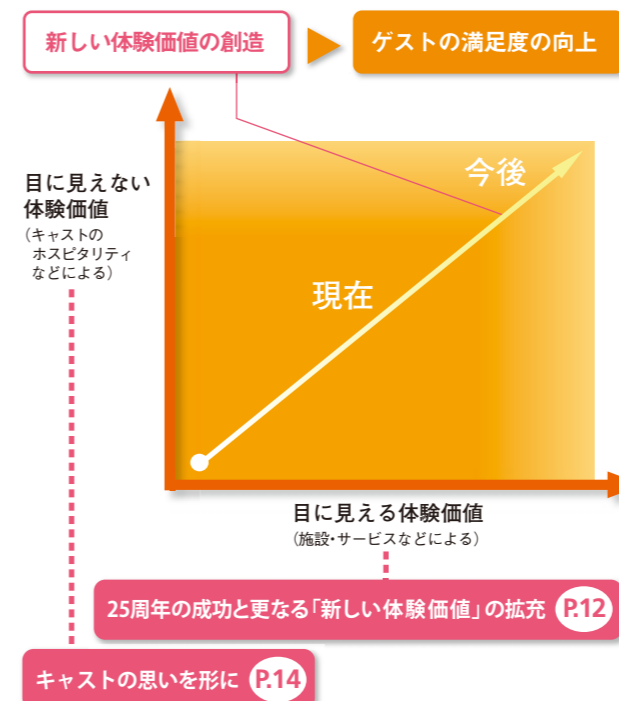 新しい体験価値の創造
ゲストの満足度の向上
目に見えない
体験価値
(キャストの
ホスピタリティ
などによる)
今後
現在
目に見える体験価値
(施設・サービスなどによる)
25周年の成功と更なる「新しい体験価値」の拡充 P.12
キャストの思いを形に P.14